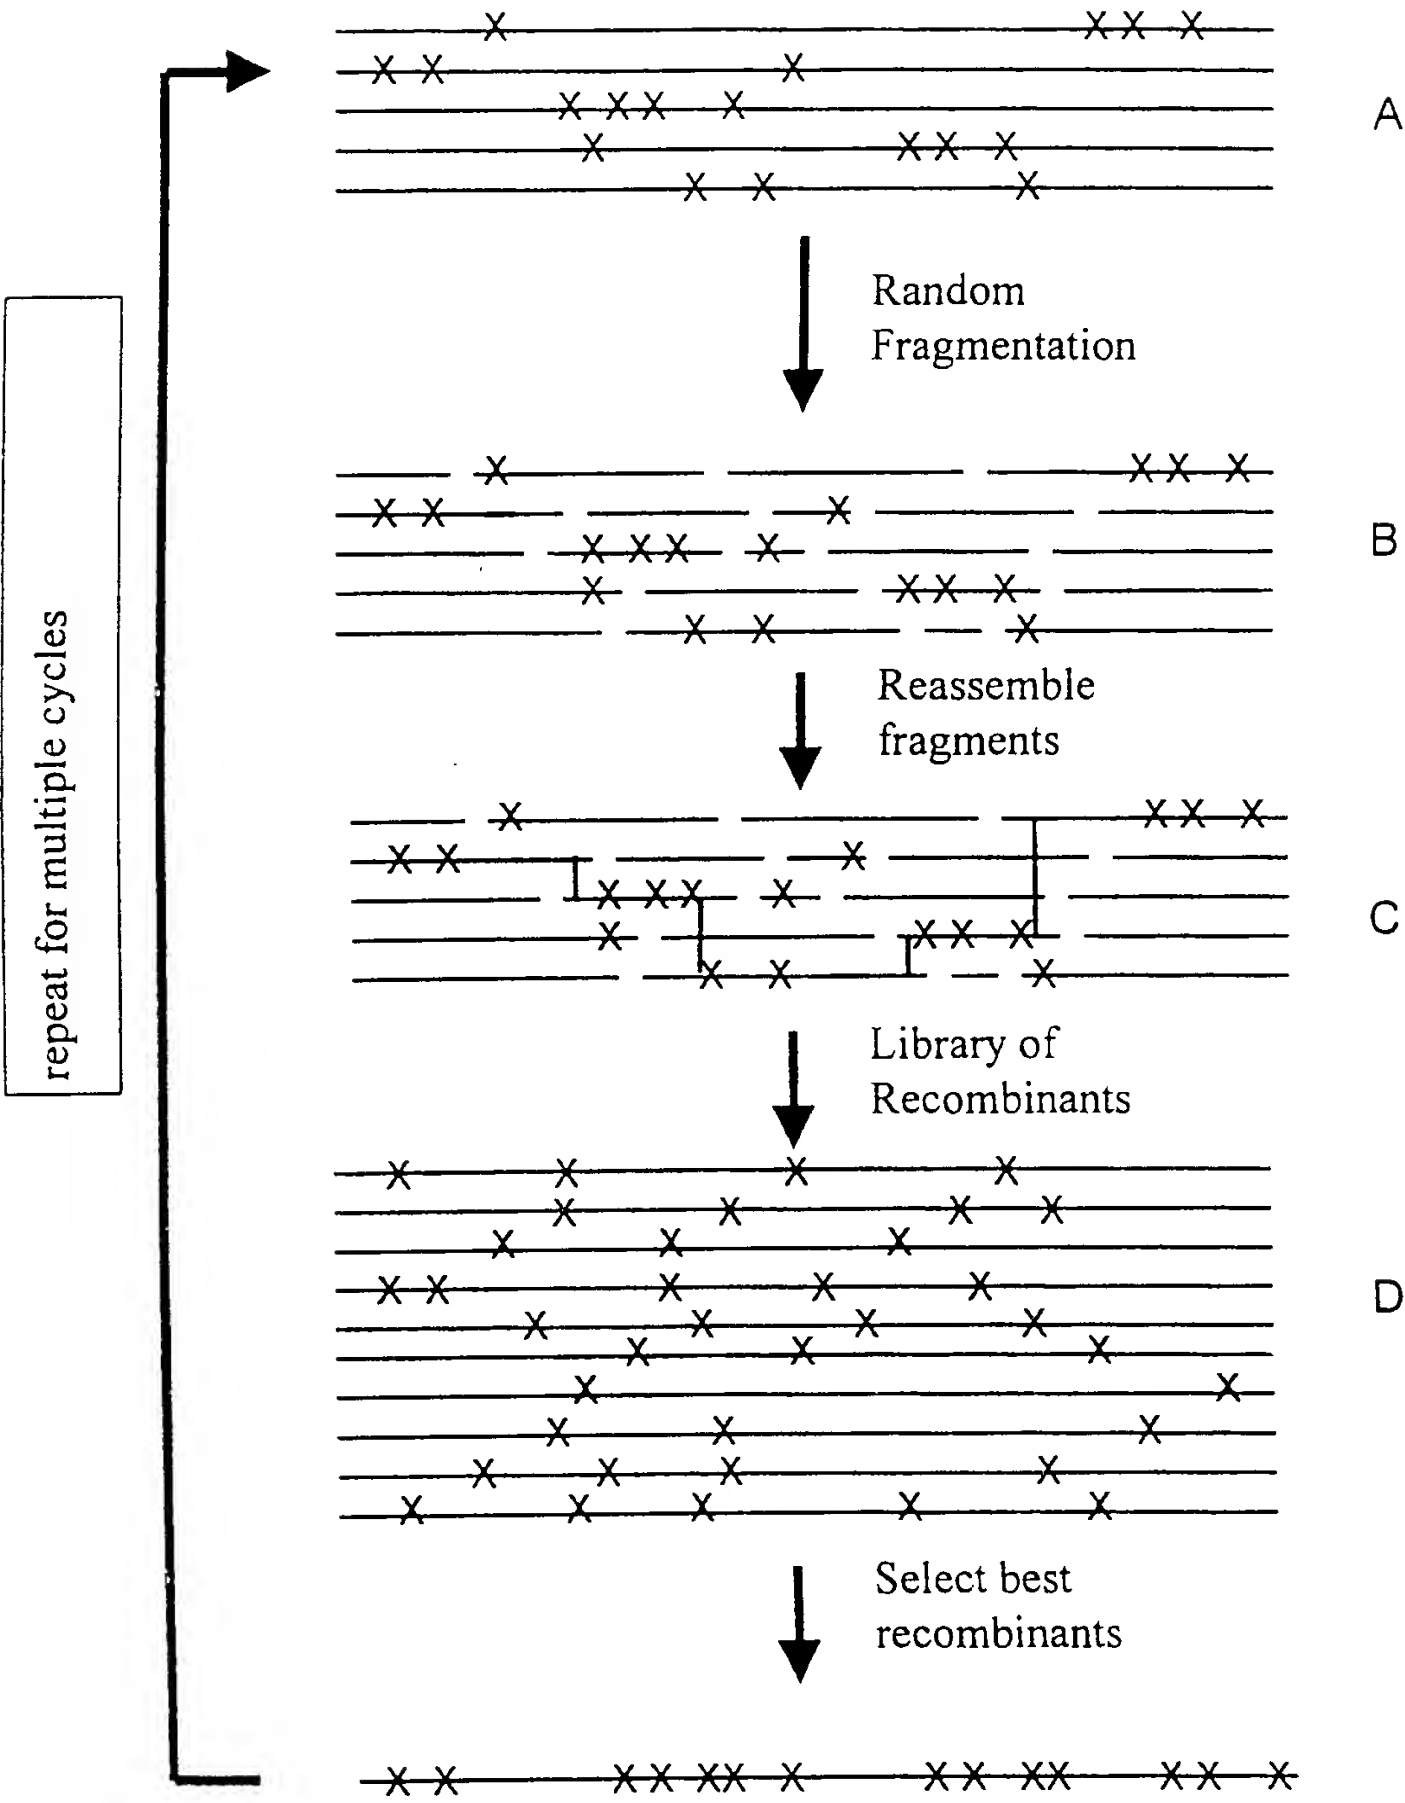 A
Random
Fragmentation
B
Reassemble
fragments
repeat for multiple cycles
C
Library of
Recombinants
D
Select best
recombinants